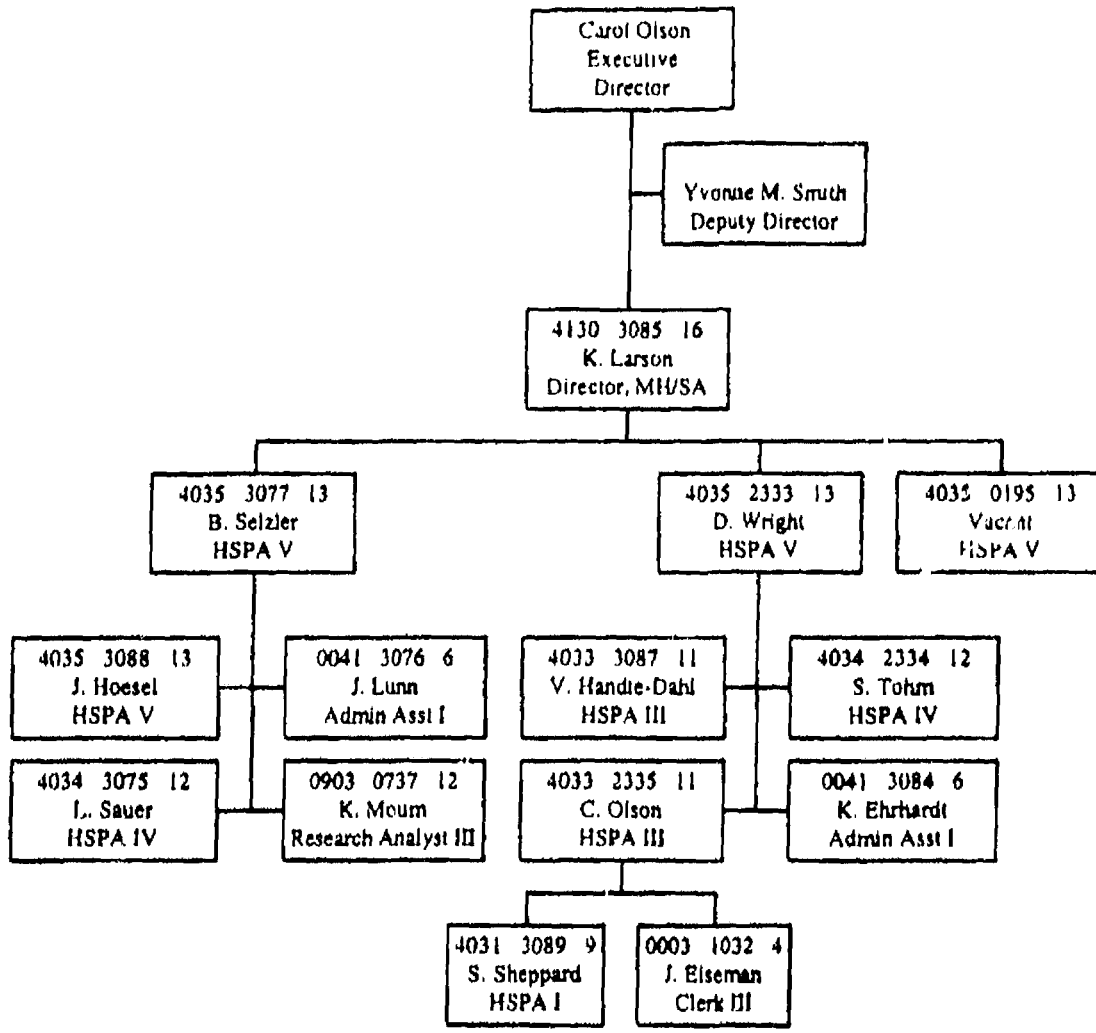 Carol Olson
Executive
Director
Yvonne M. Smith
Deputy Director
4130 3085 16
K. Larson
Director, MH/SA
4035 3077 13
B. Selzler
HSPA V
4035 2333 13
D. Wright
HSPA V
4035 0195 13
Vacant
HSPA V
4035 3088 13
J. Hoesel
HSPA V
0041 3076 6
J. Lunn
Admin Asst I
4033 3087 11
V. Handle-Dahl
HSPA III
4034 2334 12
S. Tohm
HSPA IV
4034 3075 12
L. Sauer
HSPA IV
0903 0737 12
K. Moum
Research Analyst III
4033 2335 11
C. Olson
HSPA III
0041 3084 6
K. Ehrhardt
Admin Asst I
4031 3089 9
S. Sheppard
HSPA I
0003 1032 4
J. Eiseman
Clerk III